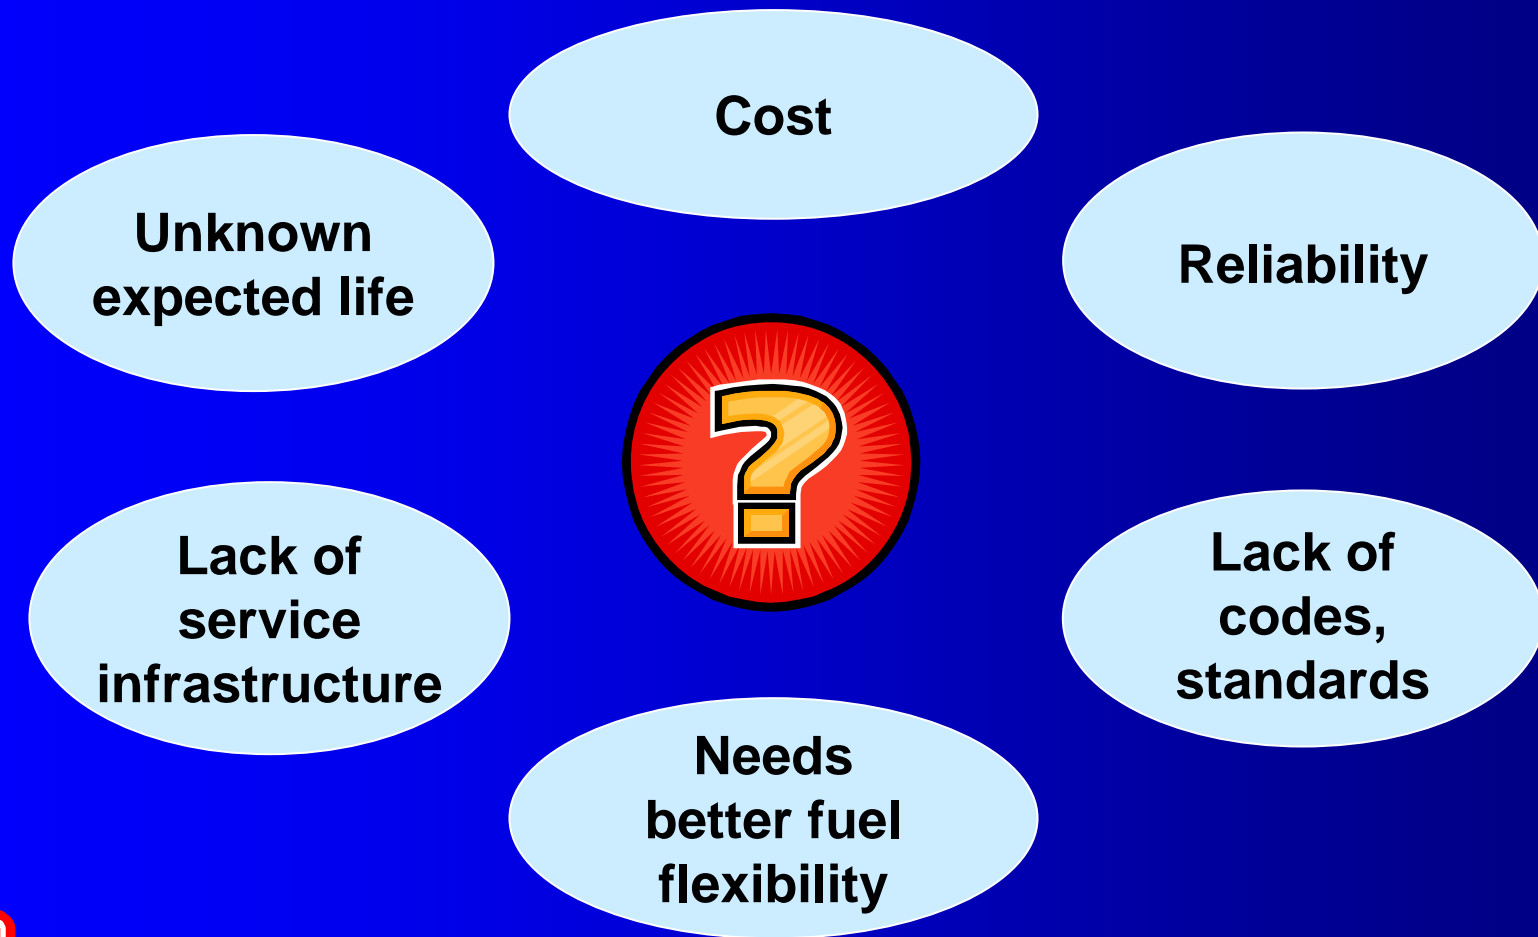 Cost
Unknown
expected life
Reliability
?
Lack of
service
infrastructure
Lack of
codes,
standards
Needs
better fuel
flexibility